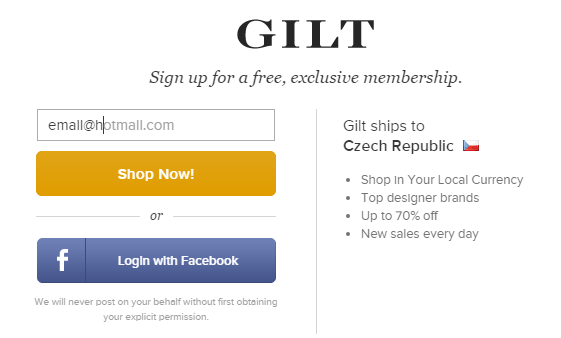 GILT
Sign up for a free, exclusive membership.
email@hotmail.com
Shop Now!
or
f Login with Facebook
We will never post on your behalf without first obtaining
your explicit permission.
Gilt ships to
Czech Republic
• Shop in Your Local Currency
• Top designer brands
• Up to 70% off
• New sales every day